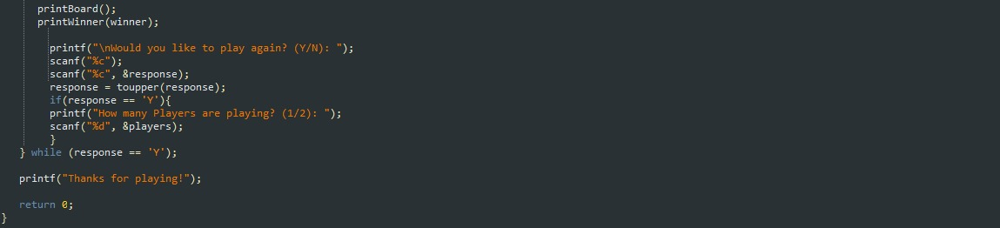 printBoard();
printWinner(winner);
printf("\nWould you like to play again? (Y/N): ");
scanf("%c");
scanf("%c", &response);
response = toupper(response);
if(response == 'Y'){
printf("How many Players are playing? (1/2): ");
scanf("%d", &players);
}
} while (response == 'Y');
printf("Thanks for playing!");
return 0;
}